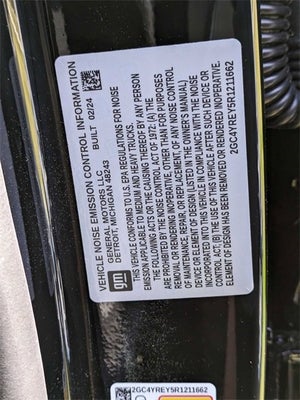 VEHICLE NOISE EMISSION CONTROL INFORMATION
BUILT 02/24
GENERAL MOTORS LLC
DETROIT, MICHIGAN 48243
gm
THIS VEHICLE CONFORMS TO U.S. EPA REGULATIONS FOR NOISE
EMISSION APPLICABLE TO MEDIUM AND HEAVY TRUCKS.
THE FOLLOWING ACTS OR THE CAUSING THEREOF BY ANY PERSON
ARE PROHIBITED BY THE NOISE CONTROL ACT OF 1972: (A) THE
REMOVAL OR RENDERING INOPERATIVE, OTHER THAN FOR PURPOSES
OF MAINTENANCE, REPAIR, OR REPLACEMENT, OF ANY NOISE CONTROL
DEVICE OR ELEMENT OF DESIGN (LISTED IN THE OWNER'S MANUAL)
INCORPORATED INTO THIS VEHICLE IN COMPLIANCE WITH THE NOISE
CONTROL ACT; (B) THE USE OF THIS VEHICLE AFTER SUCH DEVICE OR
ELEMENT OF DESIGN HAS BEEN REMOVED OR RENDERED INOPERATIVE.
2GC4YREY5R1211662
2GC4YREY5R1211662